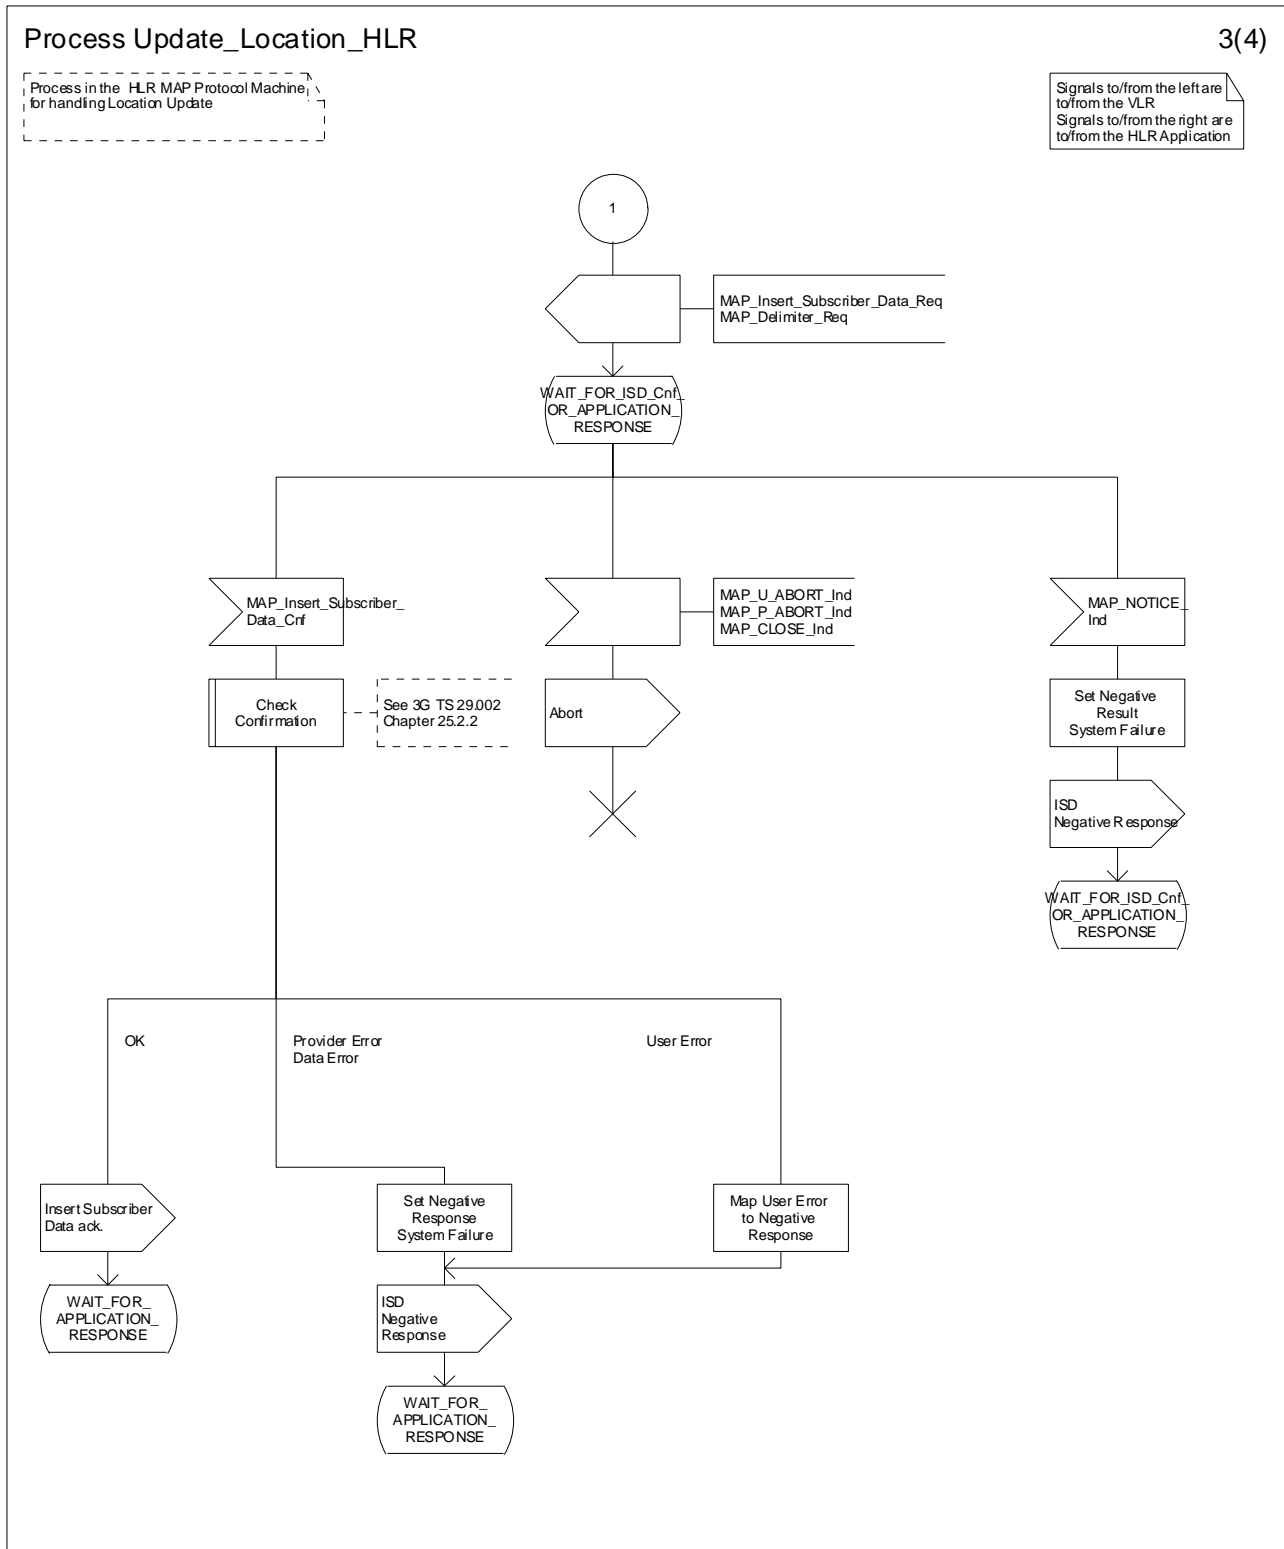 Process Update_Location_HLR
3(4)
Process in the HLR MAP Protocol Machine
for handling Location Update
Signals to/from the left are
to/from the VLR
Signals to/from the right are
to/from the HLR Application
1
MAP_Insert_Subscriber_Data_Req
MAP_Delimiter_Req
WAIT_FOR_ISD_Cnf_
OR_APPLICATION_
RESPONSE
MAP_Insert_Subscriber_
Data_Cnf
MAP_U_ABORT_Ind
MAP_P_ABORT_Ind
MAP_CLOSE_Ind
MAP_NOTICE_
Ind
Check
Confirmation
See 3G TS 29.002
Chapter 25.2.2
Abort
Set Negative
Result
System Failure
ISD
Negative Response
WAIT_FOR_ISD_Cnf_
OR_APPLICATION_
RESPONSE
OK
Provider Error
Data Error
User Error
Insert Subscriber
Data ack.
Set Negative
Response
System Failure
Map User Error
to Negative
Response
WAIT_FOR_
APPLICATION_
RESPONSE
ISD
Negative
Response
WAIT_FOR_
APPLICATION_
RESPONSE